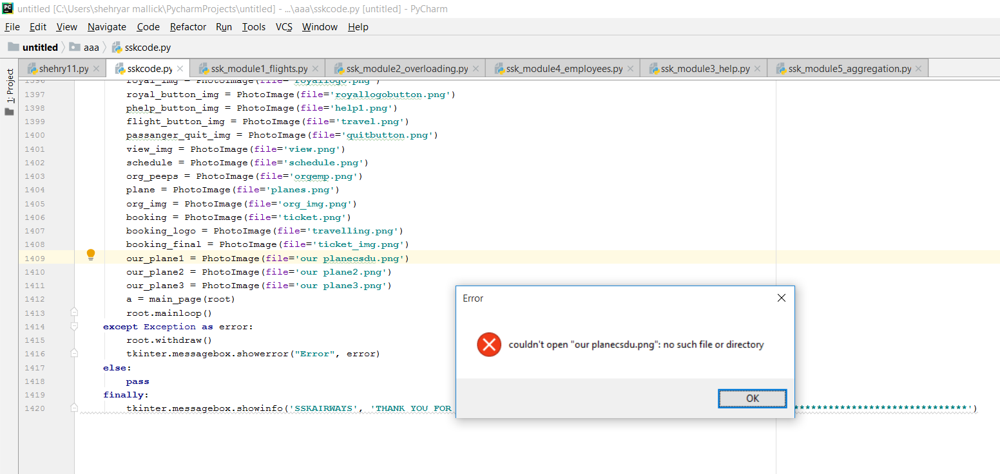 untitled [C:\Users\shehryar mallick\PycharmProjects\untitled] - ...\aaa\sskcode.py [untitled] - PyCharm
File Edit View Navigate Code Refactor Run Tools VCS Window Help
untitled aaa sskcode.py
shehry11.py sskcode.py ssk_module1_flights.py ssk_module2_overloading.py ssk_module4_employees.py ssk_module3_help.py ssk_module5_aggregation.py
1: Project
1396 royal_img = PhotoImage(file='royallogo.png')
1397 royal_button_img = PhotoImage(file='royallogobutton.png')
1398 phelp_button_img = PhotoImage(file='help1.png')
1399 flight_button_img = PhotoImage(file='travel.png')
1400 passanger_quit_img = PhotoImage(file='quitbutton.png')
1401 view_img = PhotoImage(file='view.png')
1402 schedule = PhotoImage(file='schedule.png')
1403 org_peeps = PhotoImage(file='orgemp.png')
1404 plane = PhotoImage(file='planes.png')
1405 org_img = PhotoImage(file='org_img.png')
1406 booking = PhotoImage(file='ticket.png')
1407 booking_logo = PhotoImage(file='travelling.png')
1408 booking_final = PhotoImage(file='ticket_img.png')
1409 our_plane1 = PhotoImage(file='our planecsdu.png')
1410 our_plane2 = PhotoImage(file='our plane2.png')
1411 our_plane3 = PhotoImage(file='our plane3.png')
1412 a = main_page(root)
1413 root.mainloop()
1414 except Exception as error:
1415 root.withdraw()
1416 tkinter.messagebox.showerror("Error", error)
1417 else:
1418 pass
1419 finally:
1420 tkinter.messagebox.showinfo('SSKAIRWAYS', 'THANK YOU FOR ******************************')
Error
couldn't open "our planecsdu.png": no such file or directory
OK